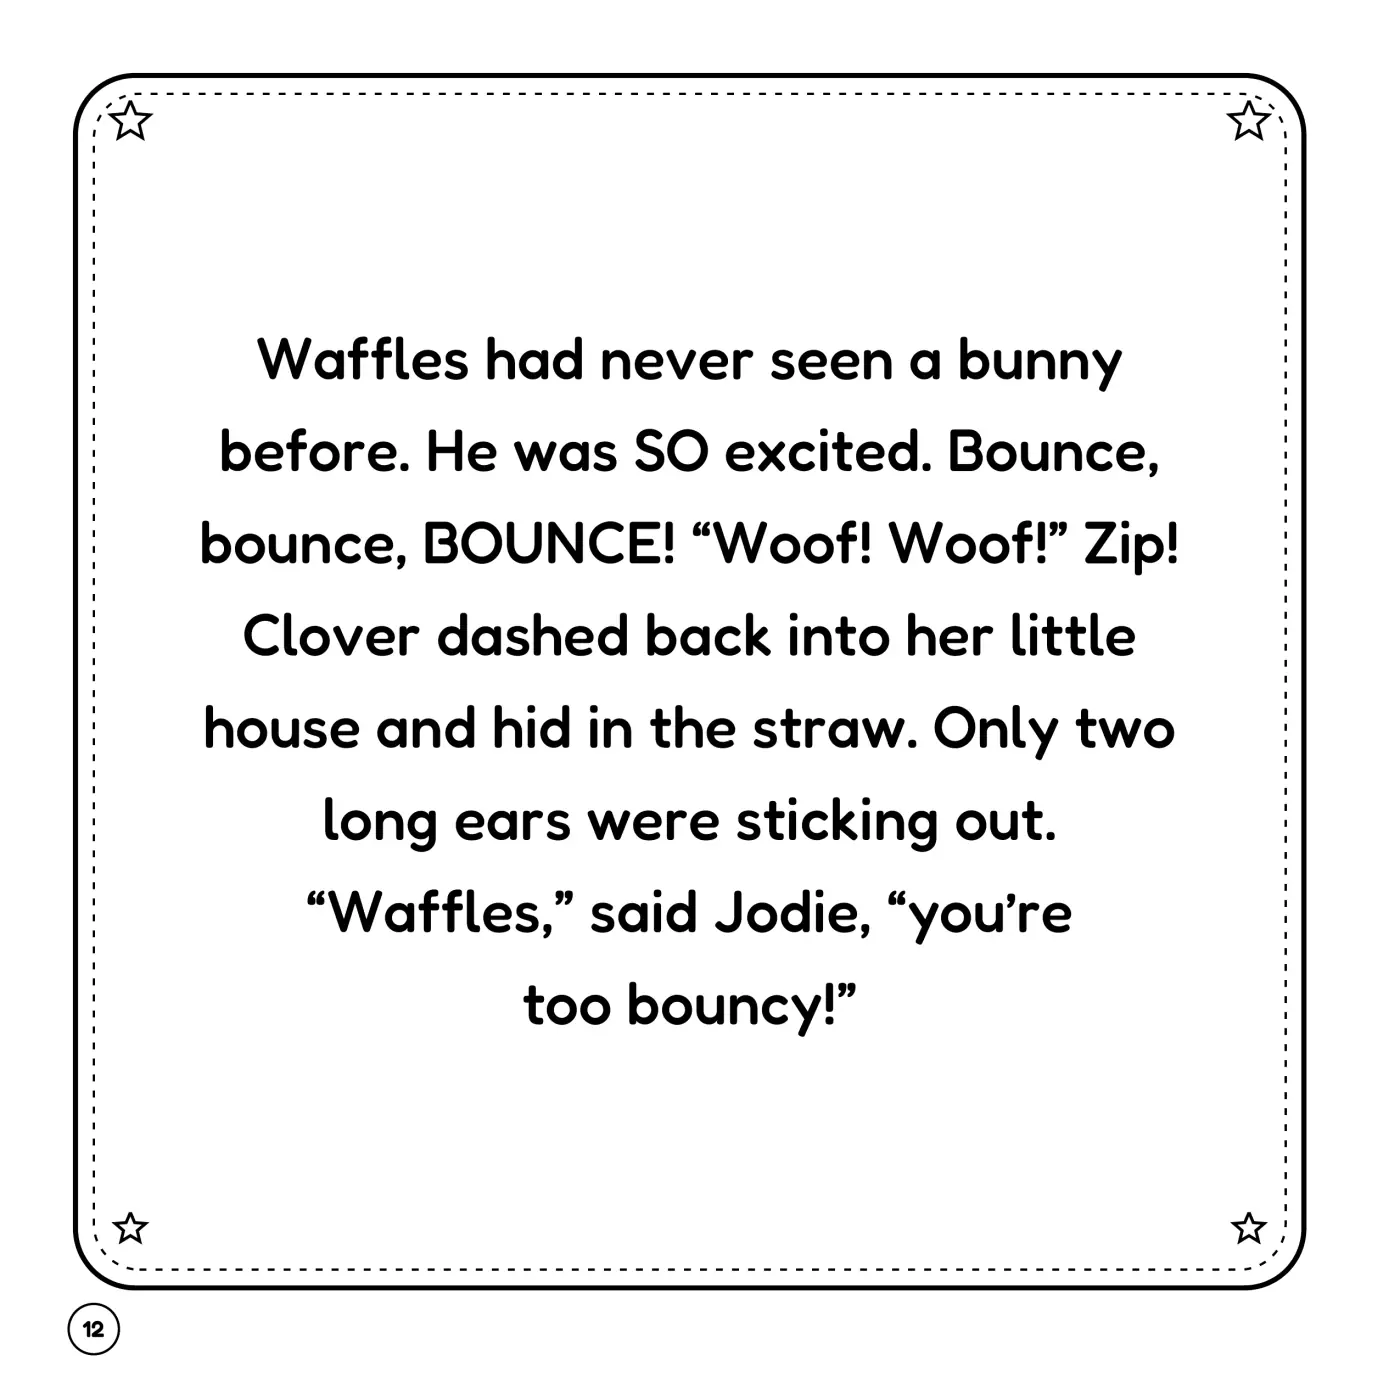 Waffles had never seen a bunny
before. He was SO excited. Bounce,
bounce, BOUNCE! “Woof! Woof!” Zip!
Clover dashed back into her little
house and hid in the straw. Only two
long ears were sticking out.
“Waffles,” said Jodie, “you’re
too bouncy!”
12